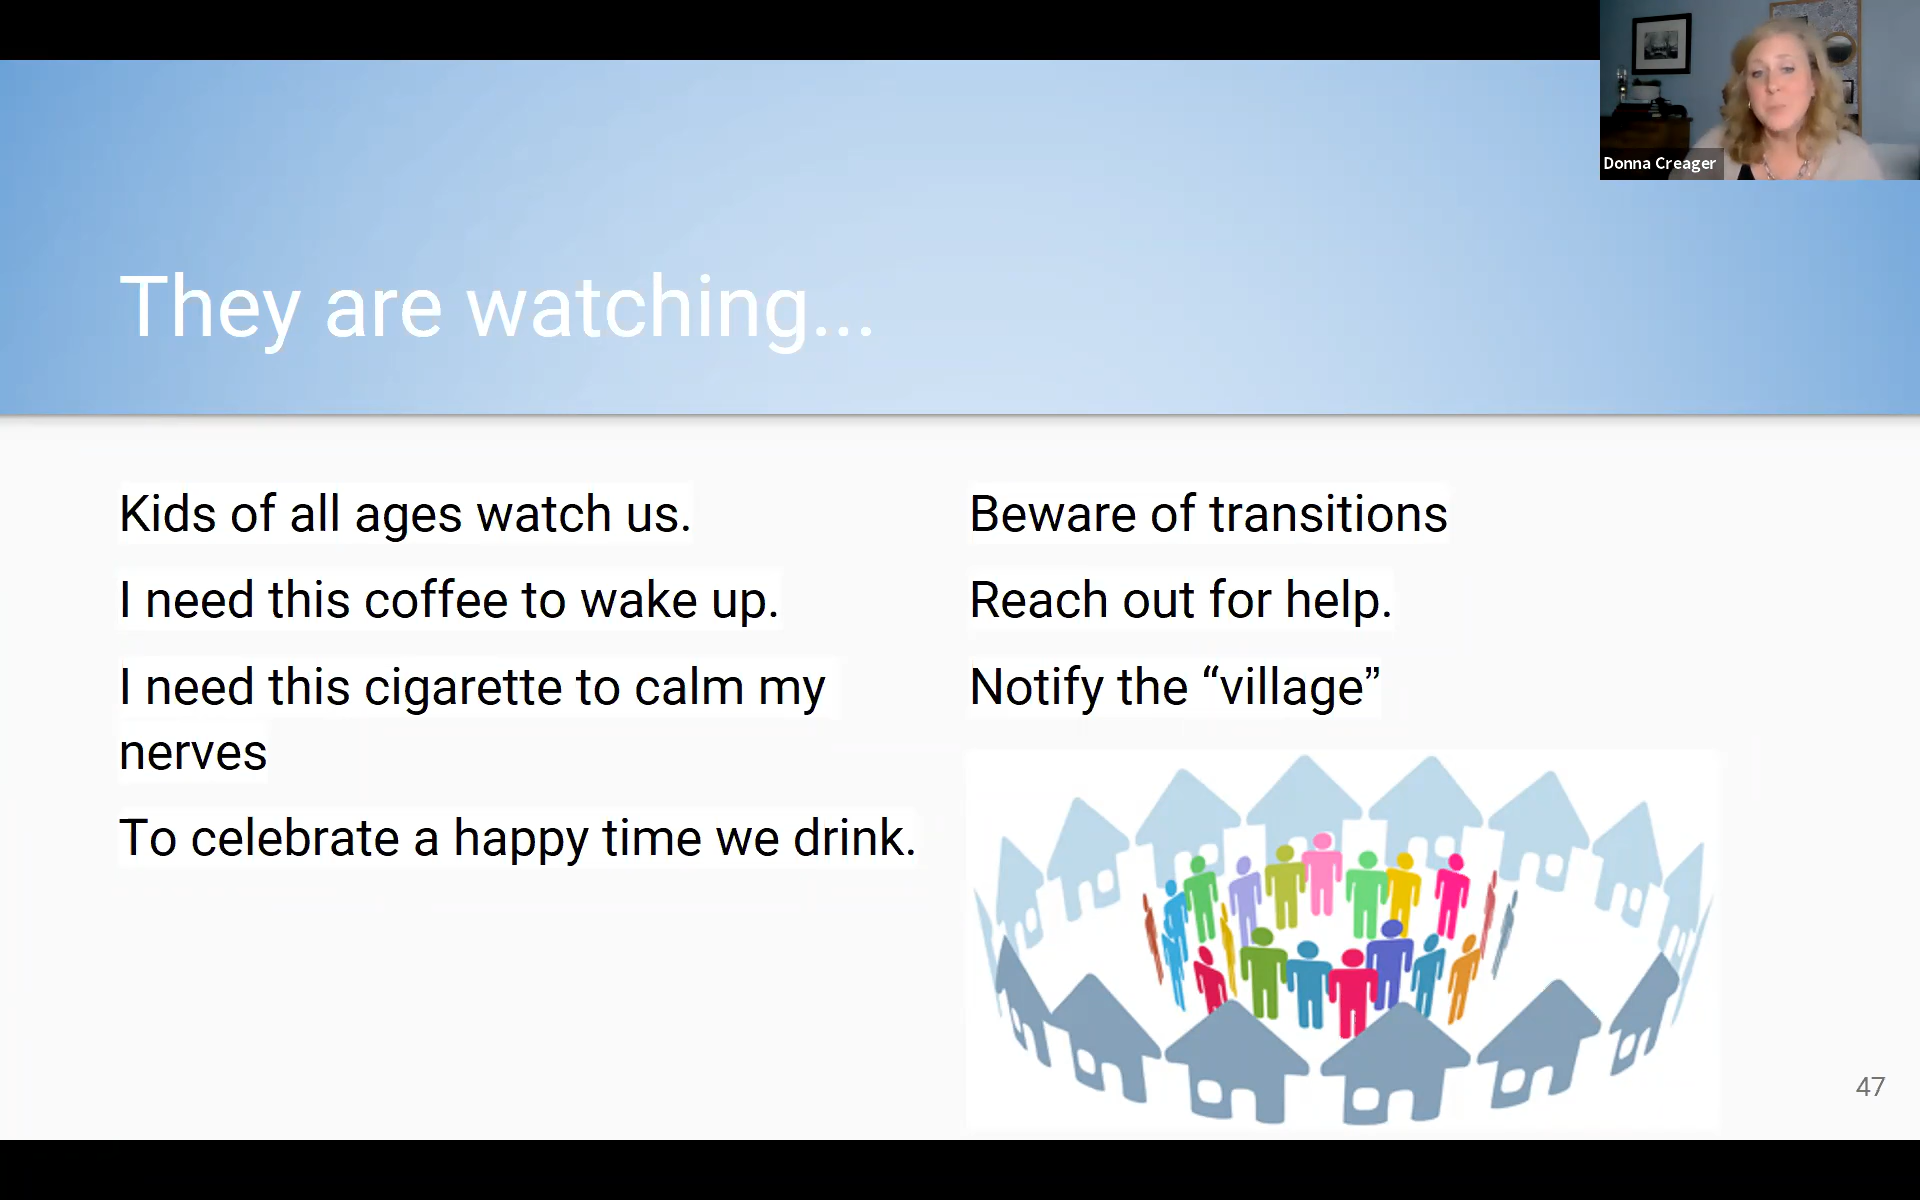 Donna Creager
They are watching...
Kids of all ages watch us.
I need this coffee to wake up.
I need this cigarette to calm my
nerves
To celebrate a happy time we drink.
Beware of transitions
Reach out for help.
Notify the “village”
47